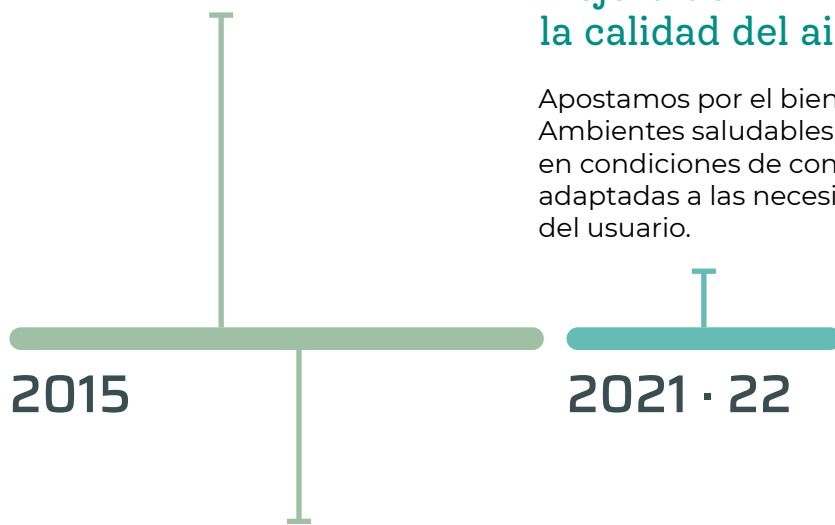 la calidad del ai
Apostamos por el bien
Ambientes saludables
en condiciones de con
adaptadas a las necesi
del usuario.
2015
2021 · 22